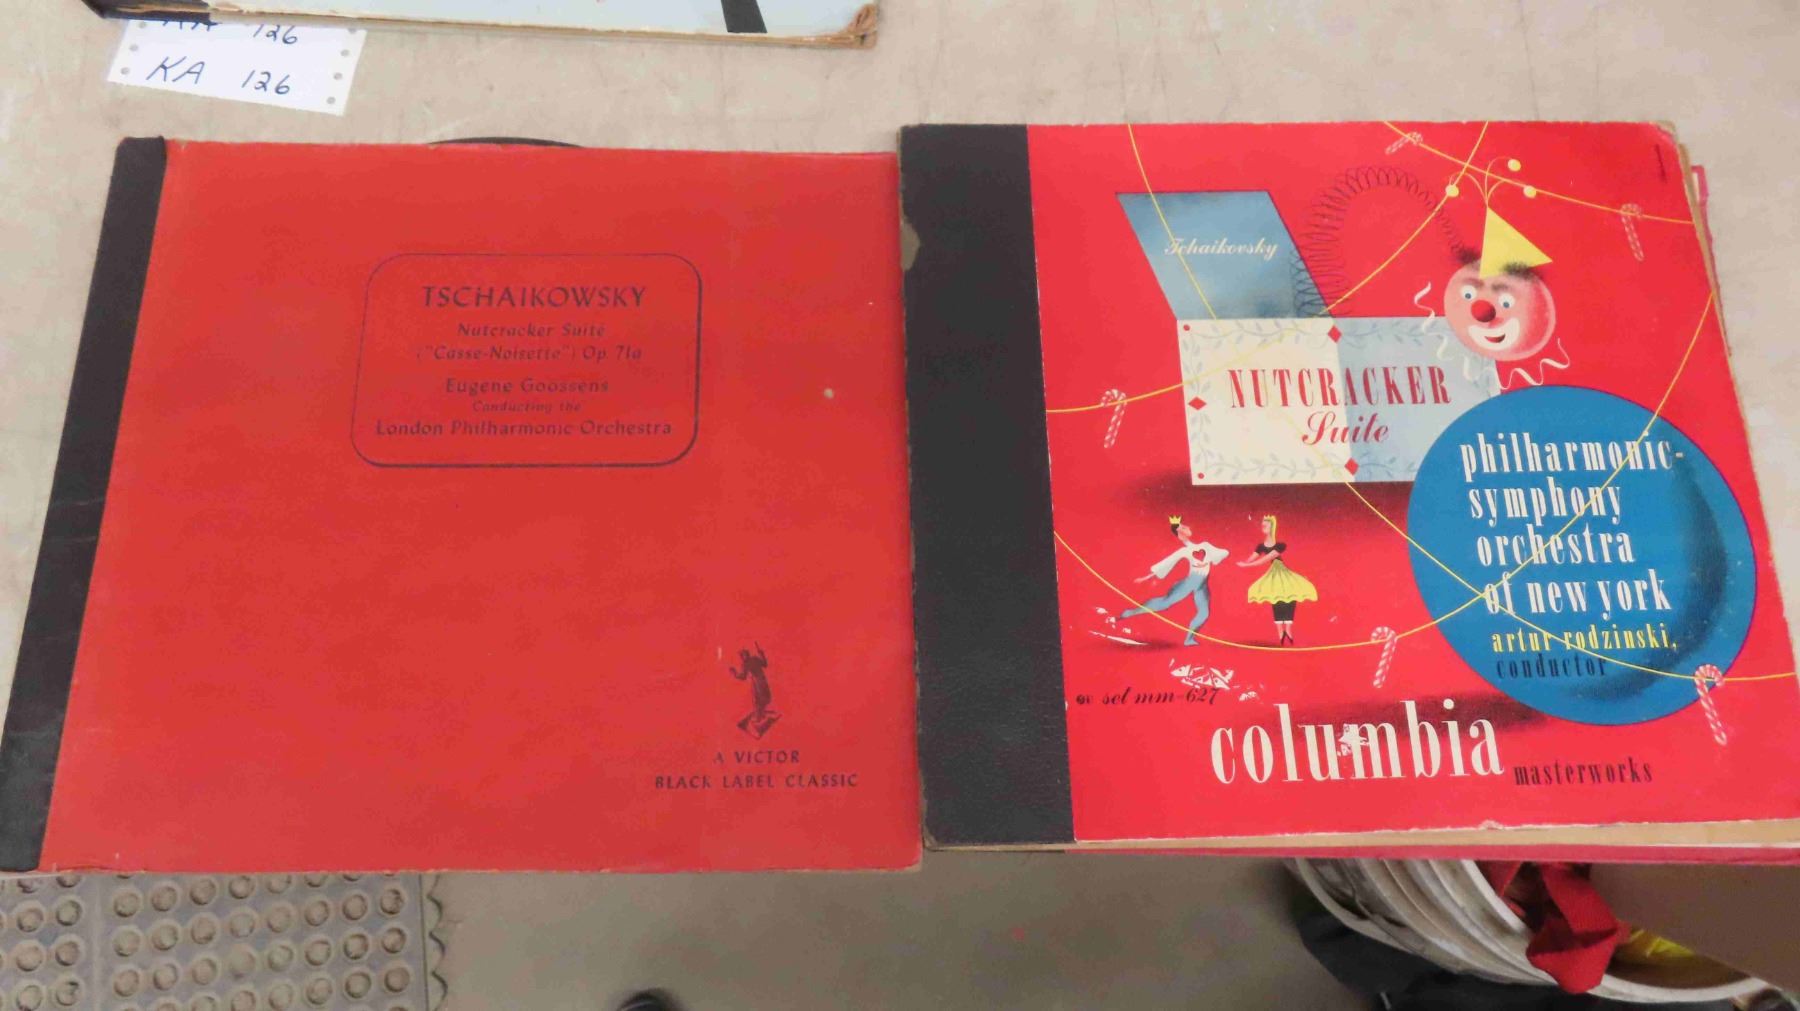 KA 126
KA 126
TSCHAIKOWSKY
Nutcracker Suite
("Casse-Noisette") Op. 71a
Eugene Goossens
Conducting the
London Philharmonic Orchestra
A VICTOR
BLACK LABEL CLASSIC
Tchaikovsky
NUTCRACKER
Suite
philharmonic-
symphony
orchestra
of new york
artur rodzinski,
conductor
set mm-627
columbia
masterworks